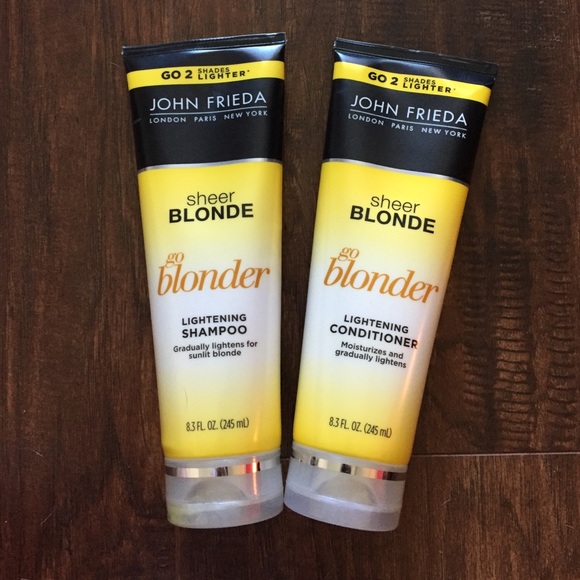 GO 2 SHADES LIGHTER*
JOHN FRIEDA
LONDON PARIS NEW YORK
sheer
BLONDE
go
blonder
LIGHTENING
SHAMPOO
Gradually lightens for
sunlit blonde
8.3 FL. OZ. (245 mL)
GO 2 SHADES LIGHTER*
JOHN FRIEDA
LONDON PARIS NEW YORK
sheer
BLONDE
go
blonder
LIGHTENING
CONDITIONER
Moisturizes and
gradually lightens
8.3 FL. OZ. (245 mL)